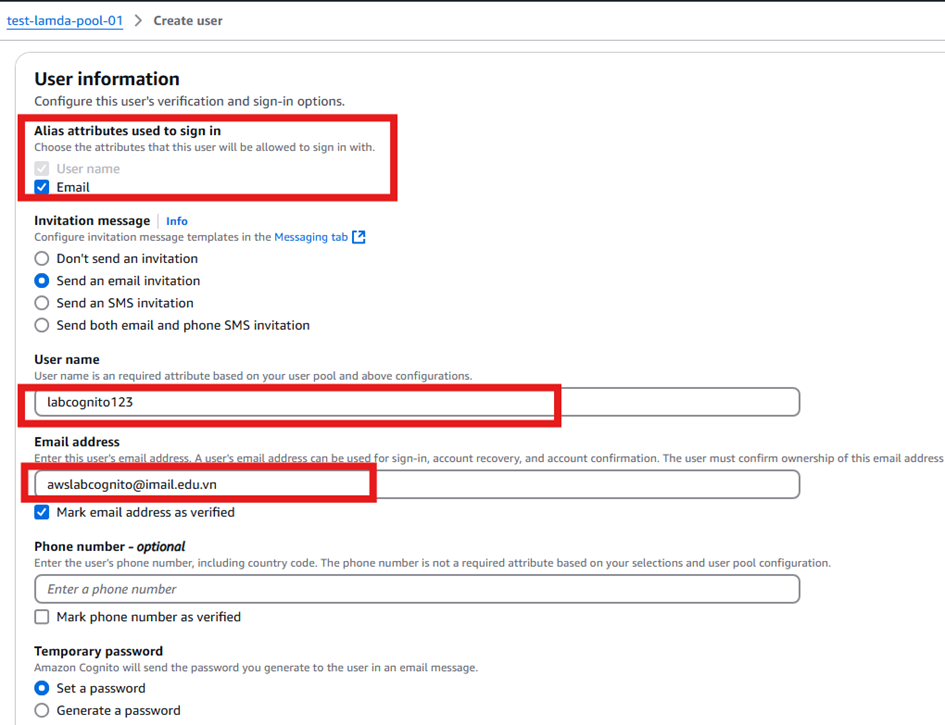 test-lamda-pool-01 > Create user
User information
Configure this user's verification and sign-in options.
Alias attributes used to sign in
Choose the attributes that this user will be allowed to sign in with.
User name
Email
Invitation message | Info
Configure invitation message templates in the Messaging tab
Don't send an invitation
Send an email invitation
Send an SMS invitation
Send both email and phone SMS invitation
User name
User name is an required attribute based on your user pool and above configurations.
labcognito123
Email address
Enter this user's email address. A user's email address can be used for sign-in, account recovery, and account confirmation. The user must confirm ownership of this email address
awslabcognito@imail.edu.vn
Mark email address as verified
Phone number - optional
Enter the user's phone number, including country code. The phone number is not a required attribute based on your selections and user pool configuration.
Enter a phone number
Mark phone number as verified
Temporary password
Amazon Cognito will send the password you generate to the user in an email message.
Set a password
Generate a password